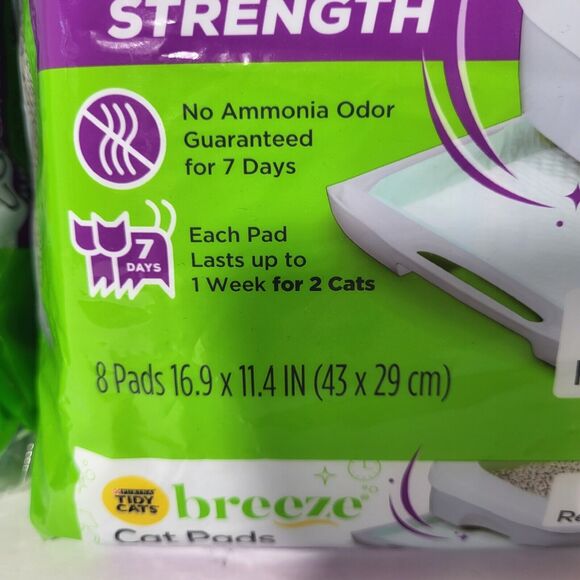 STRENGTH
No Ammonia Odor
Guaranteed
for 7 Days
7
DAYS
Each Pad
Lasts up to
1 Week for 2 Cats
8 Pads 16.9 x 11.4 IN (43 x 29 cm)
TIDY
CATS
breeze
Cat Pads